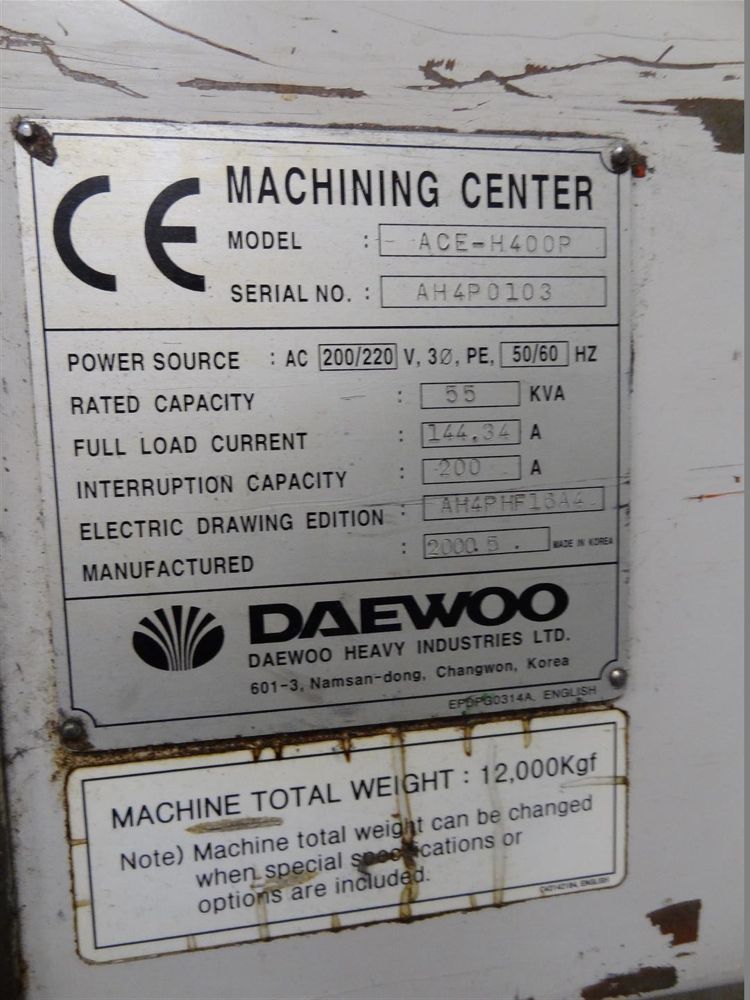 CE
MACHINING CENTER
MODEL : ACE-H400P
SERIAL NO. : AH4P0103
POWER SOURCE : AC 200/220 V, 3Ø, PE, 50/60 HZ
RATED CAPACITY : 55 KVA
FULL LOAD CURRENT : 144.34 A
INTERRUPTION CAPACITY : 200 A
ELECTRIC DRAWING EDITION :
MANUFACTURED : 2000.5. MADE IN KOREA
DAEWOO
DAEWOO HEAVY INDUSTRIES LTD.
601-3, Namsan-dong, Changwon, Korea
EPDPG0314A, ENGLISH
MACHINE TOTAL WEIGHT : 12,000Kgf
Note) Machine total weight can be changed
when special specifications or
options are included.
ENGLISH